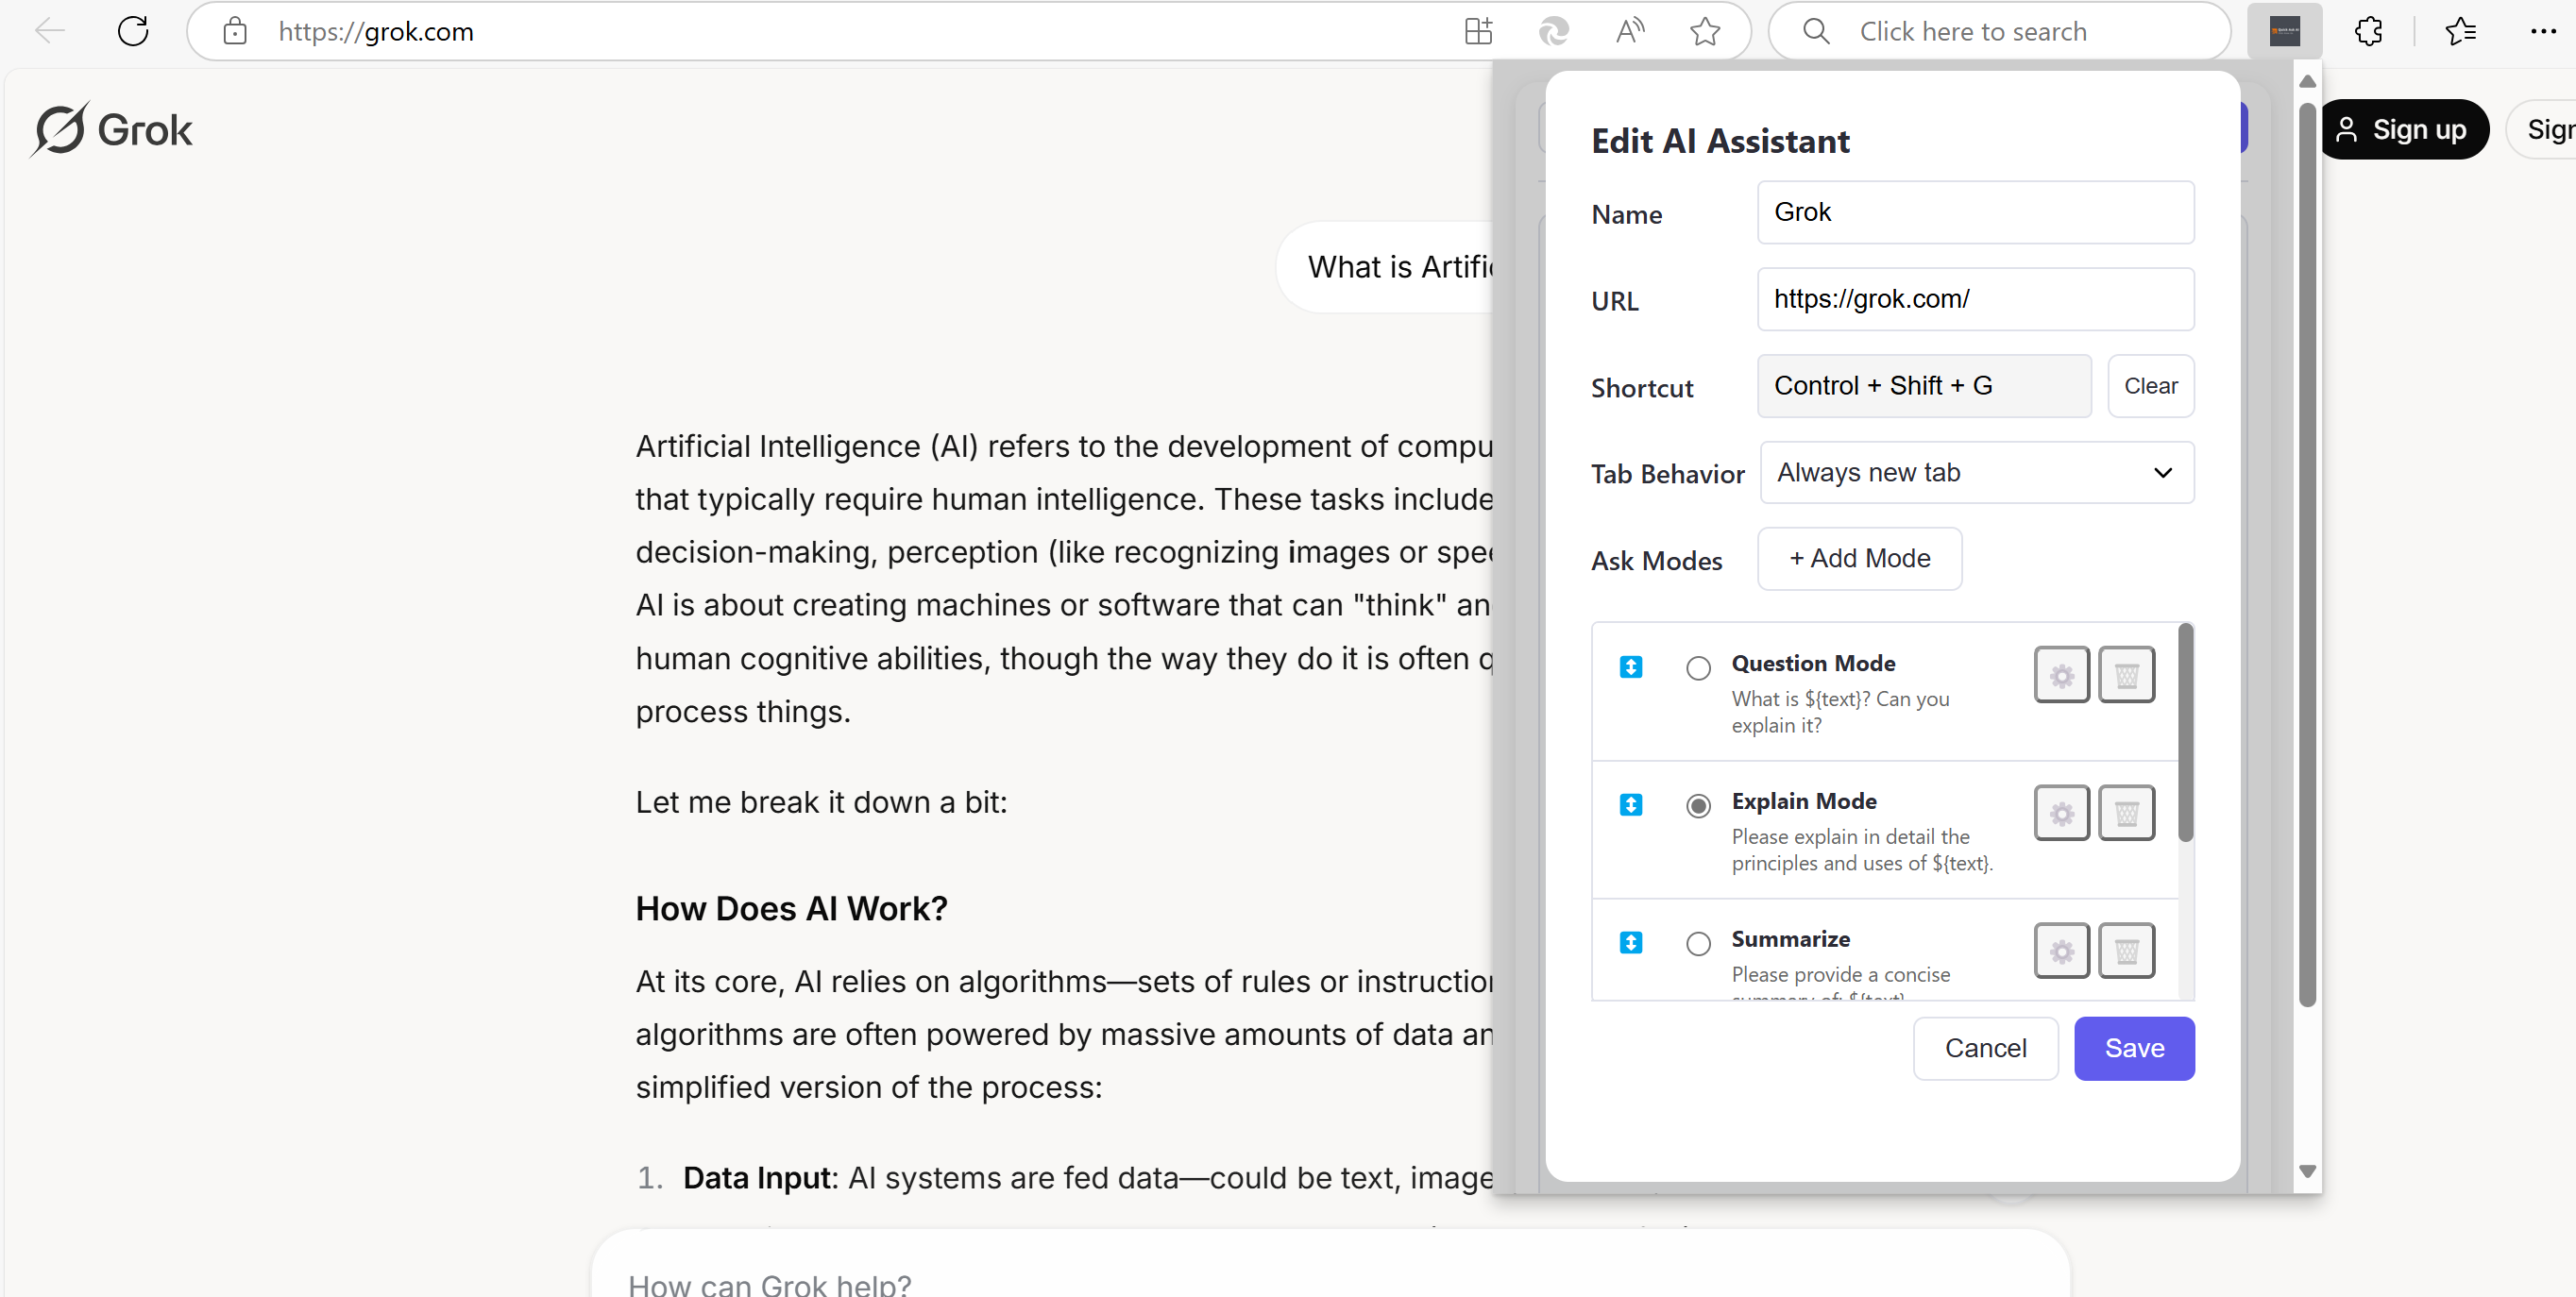 https://grok.com
Click here to search
Grok
Sign up
Sign
What is Artific
Artificial Intelligence (AI) refers to the development of compu
that typically require human intelligence. These tasks include
decision-making, perception (like recognizing images or spee
AI is about creating machines or software that can "think" an
human cognitive abilities, though the way they do it is often q
process things.
Let me break it down a bit:
How Does AI Work?
At its core, AI relies on algorithms—sets of rules or instruction
algorithms are often powered by massive amounts of data an
simplified version of the process:
1. Data Input: AI systems are fed data—could be text, image
How can Grok help?
Edit AI Assistant
Name
Grok
URL
https://grok.com/
Shortcut
Control + Shift + G
Clear
Tab Behavior
Always new tab
Ask Modes
+ Add Mode
Question Mode
What is ${text}? Can you
explain it?
Explain Mode
Please explain in detail the
principles and uses of ${text}.
Summarize
Please provide a concise
summary of: ${text}
Cancel
Save